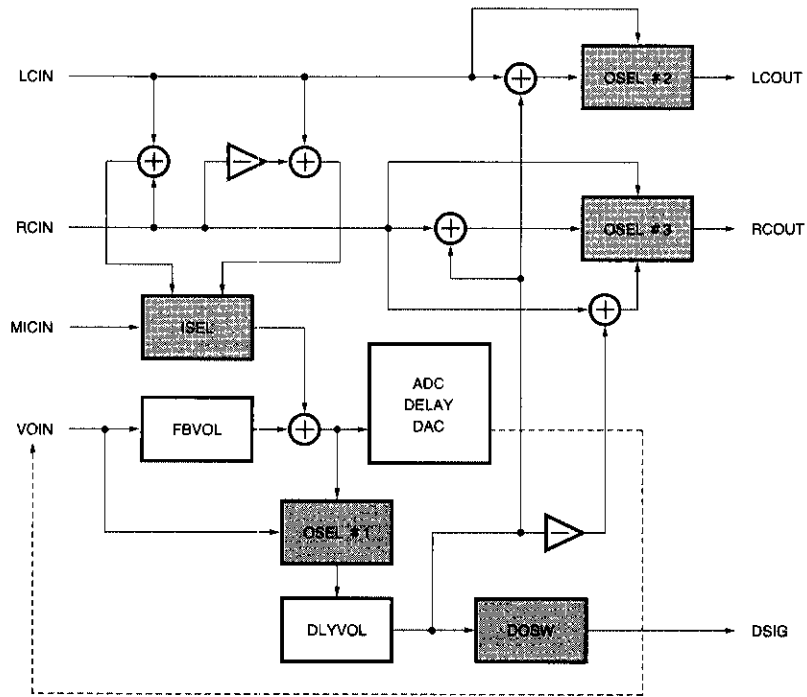 LCIN
OSEL #2
LCOUT
RCIN
OSEL #3
RCOUT
MICIN
ISEL
ADC
DELAY
DAC
VOIN
FBVOL
OSEL #1
DLYVOL
DOSW
DSIG